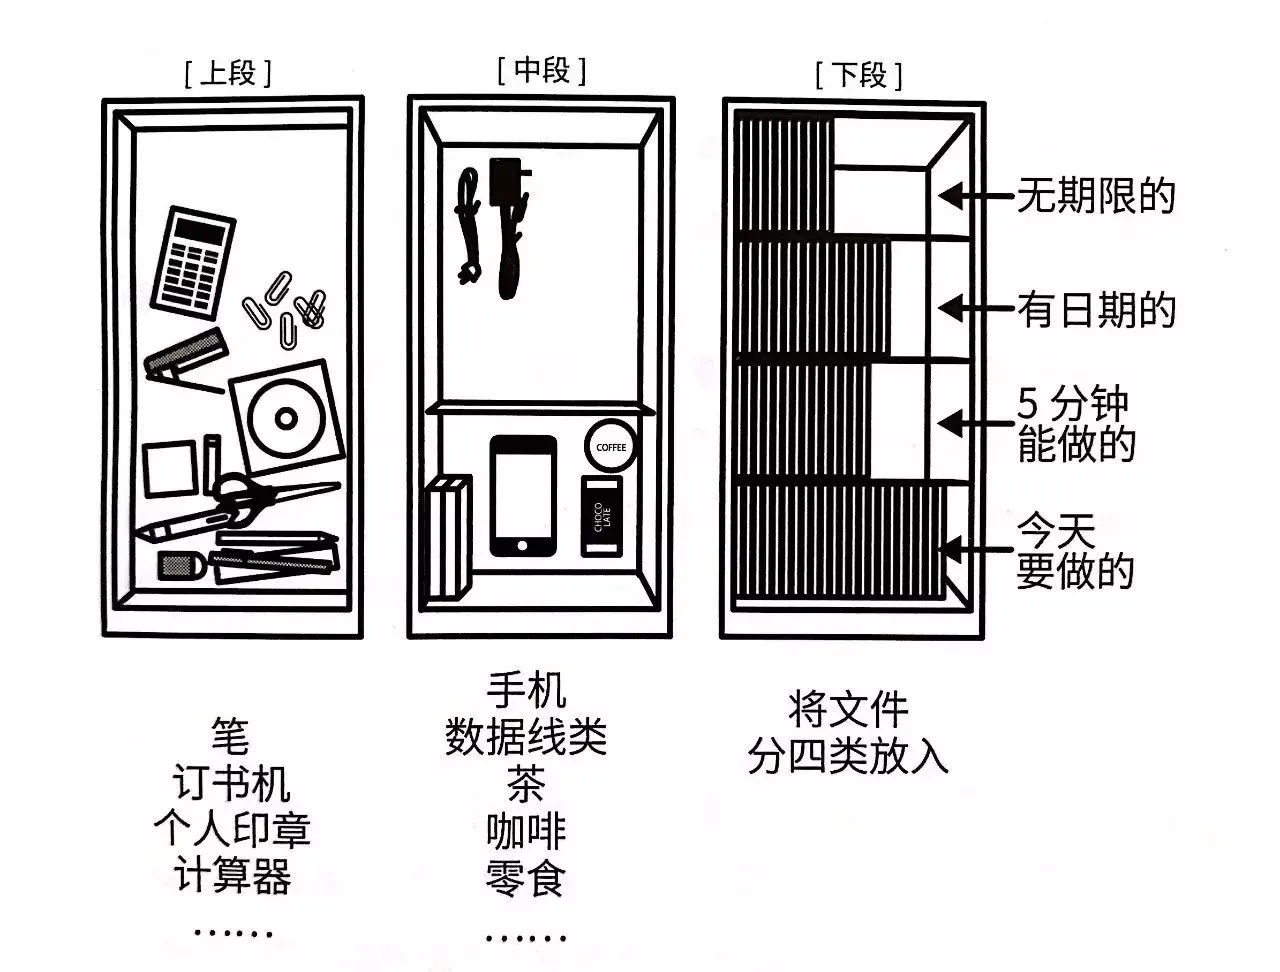 [ 上段 ]
[ 中段 ]
[ 下段 ]
无期限的
有日期的
5 分钟
能做的
今天
要做的
COFFEE
CHOCO
LATE
笔
订书机
个人印章
计算器
……
手机
数据线类
茶
咖啡
零食
……
将文件
分四类放入